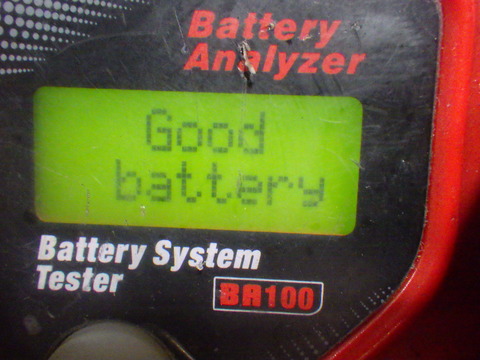 Battery
Analyzer
Good
battery
Battery System
Tester
BA100